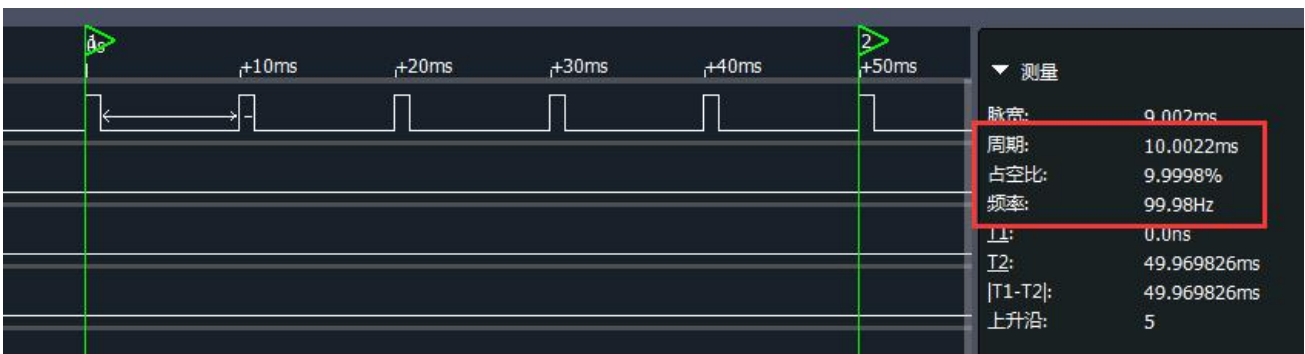 1 0s
2
+10ms +20ms +30ms +40ms +50ms
测量
脉宽: 9.002ms
周期: 10.0022ms
占空比: 9.9998%
频率: 99.98Hz
T1: 0.0ns
T2: 49.969826ms
|T1-T2|: 49.969826ms
上升沿: 5